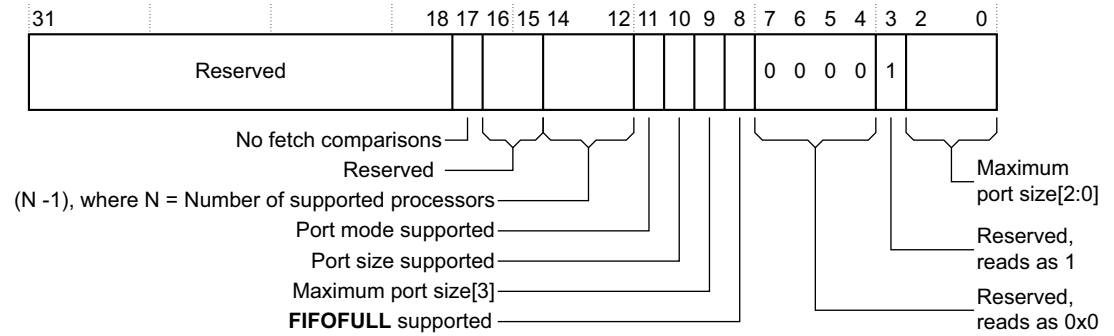 31 18 17 16 15 14 12 11 10 9 8 7 6 5 4 3 2 0
Reserved 0 0 0 0 1
No fetch comparisons
Reserved
(N -1), where N = Number of supported processors
Port mode supported
Port size supported
Maximum port size[3]
FIFOFULL supported
Maximum
port size[2:0]
Reserved,
reads as 1
Reserved,
reads as 0x0